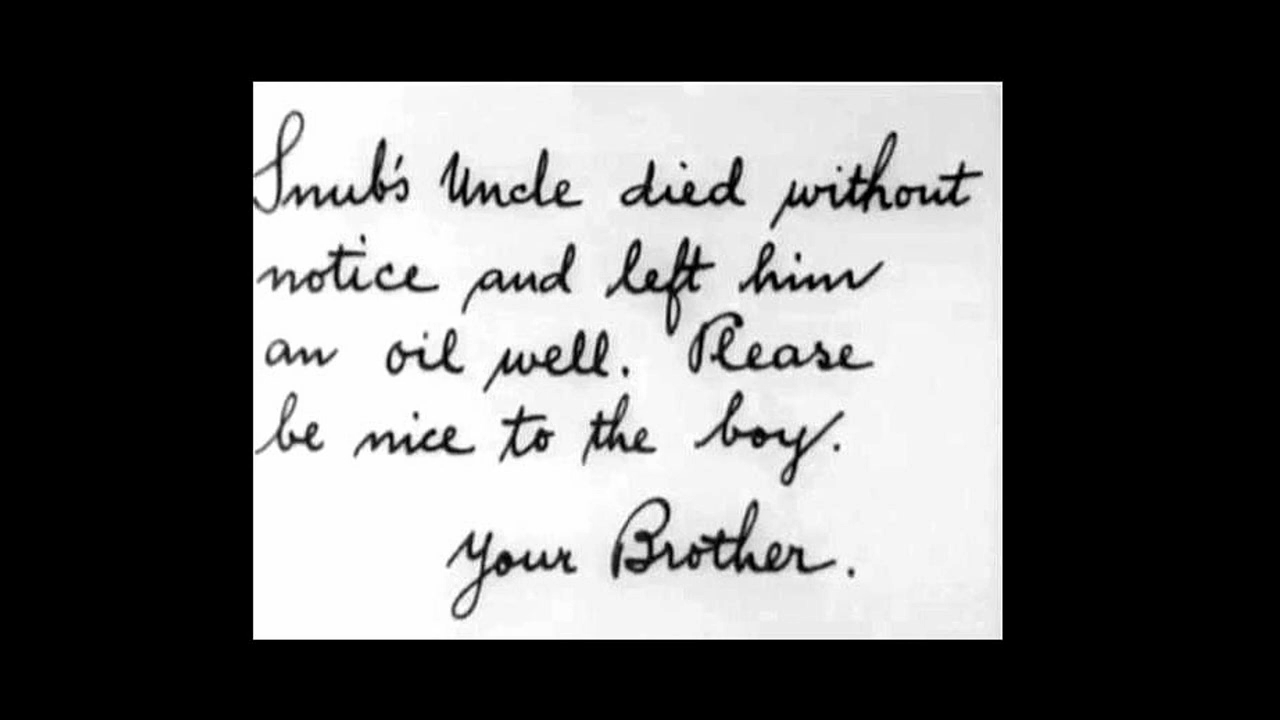 Snub's Uncle died without
notice and left him
an oil well. Please
be nice to the boy.
Your Brother.